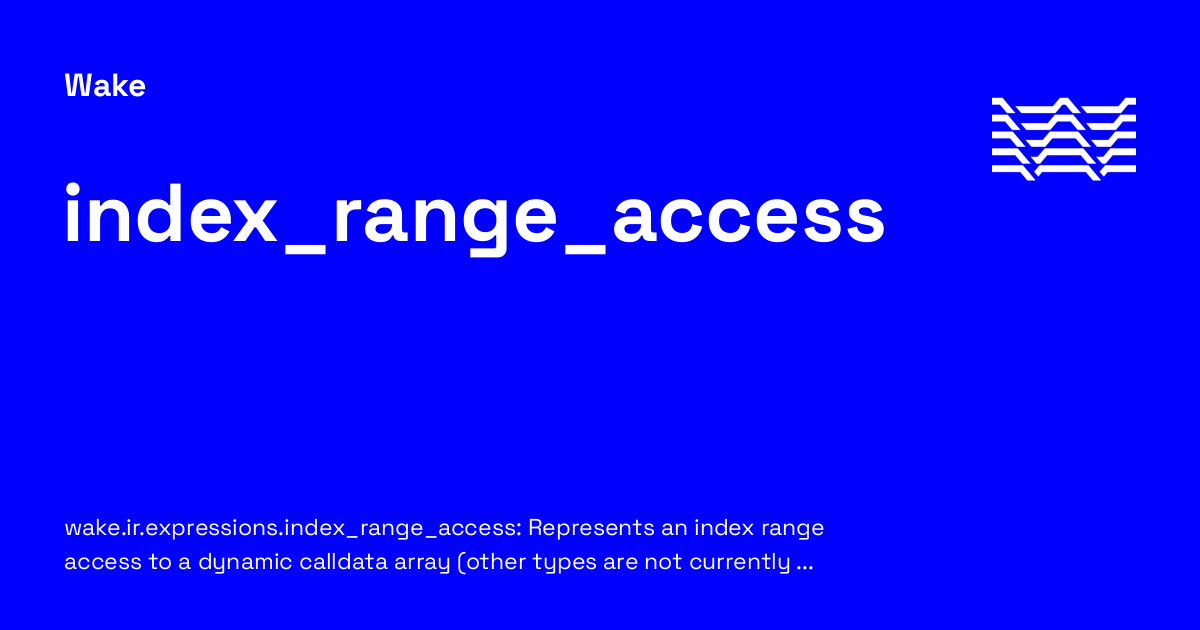 Wake
index_range_access
wake.ir.expressions.index_range_access: Represents an index range
access to a dynamic calldata array (other types are not currently ...